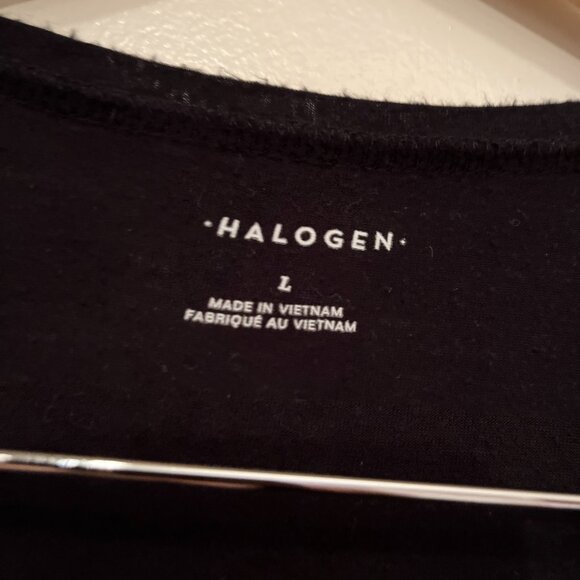 ·HALOGEN·
L
MADE IN VIETNAM
FABRIQUÉ AU VIETNAM